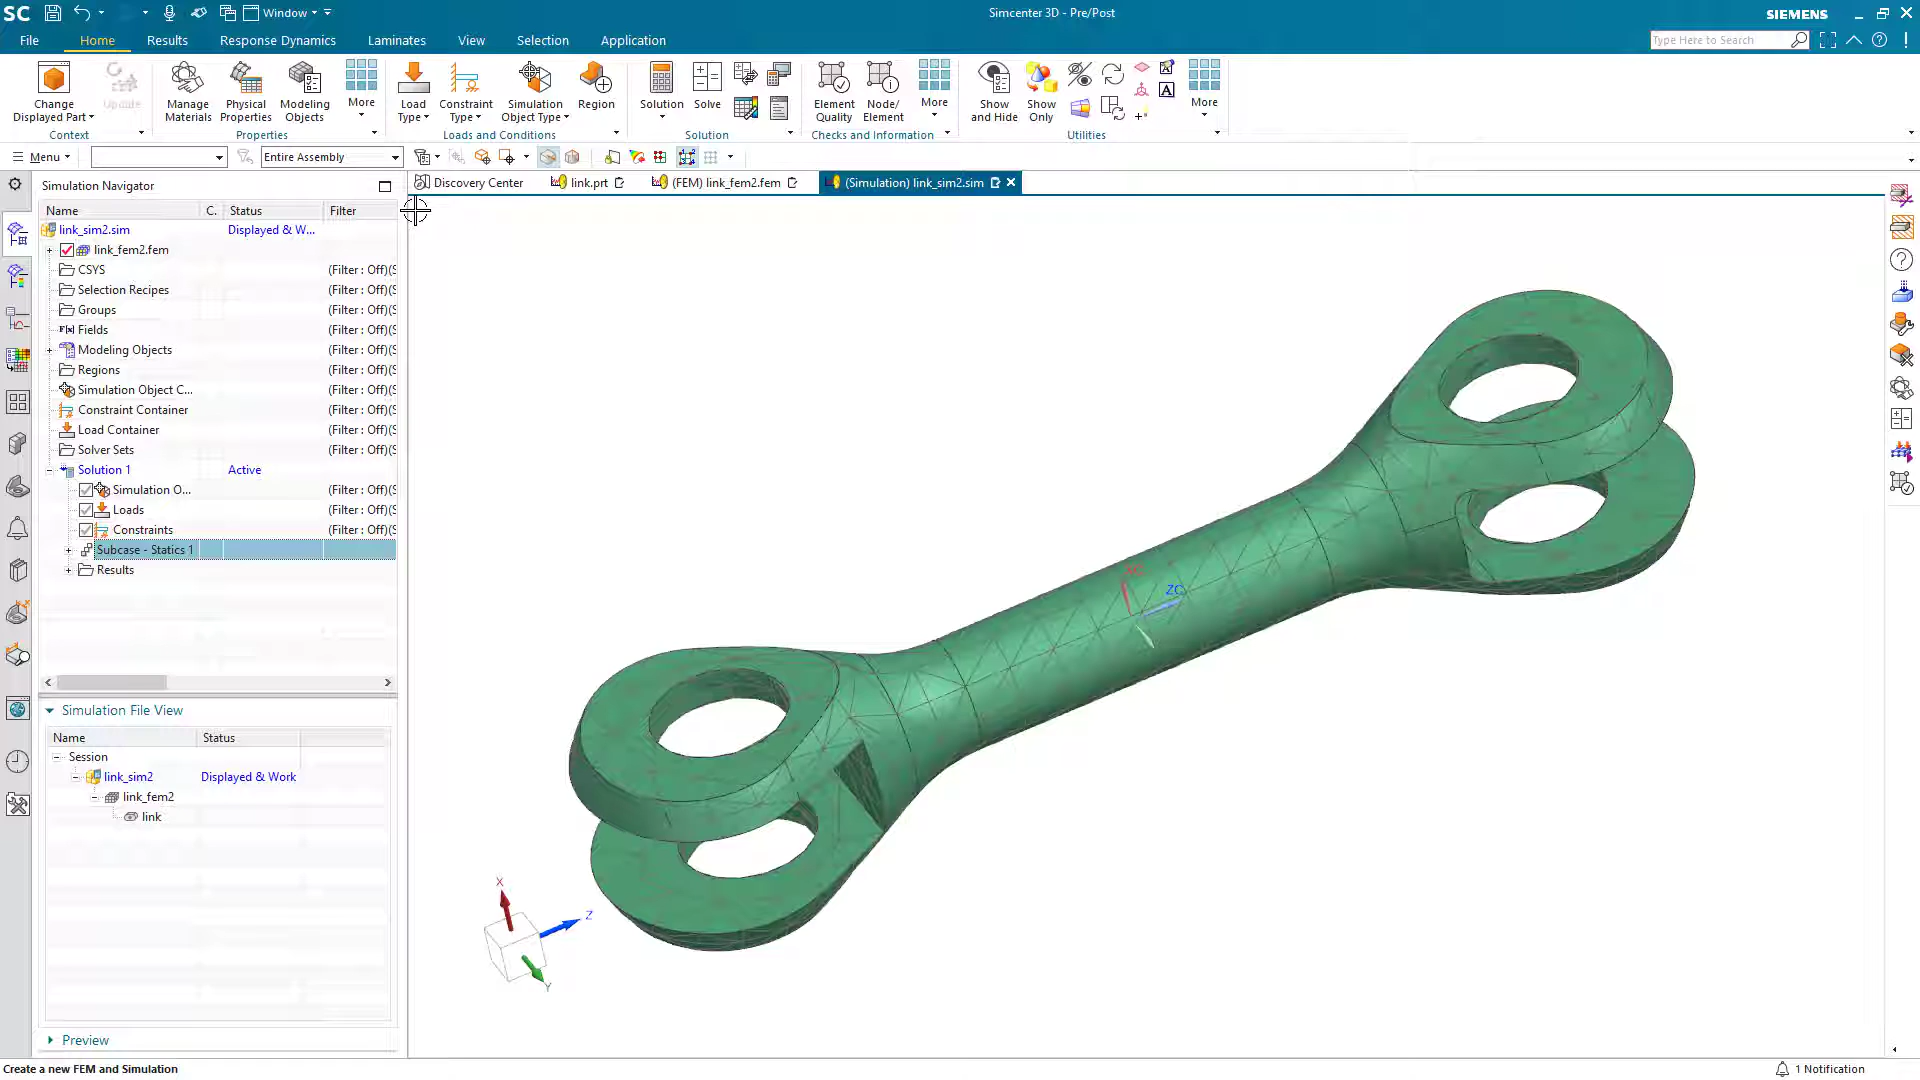 SC
Window
Simcenter 3D - Pre/Post
SIEMENS
File
Home
Results
Response Dynamics
Laminates
View
Selection
Application
Type Here to Search
Change
Displayed Part
Update
Context
Manage
Materials
Physical
Properties
Modeling
Objects
More
Properties
Load
Type
Constraint
Type
Simulation
Object Type
Region
Loads and Conditions
Solution
Solve
Solution
Element
Quality
Node/
Element
More
Checks and Information
Show
and Hide
Show
Only
More
Utilities
Menu
Entire Assembly
Discovery Center
link.prt
(FEM) link_fem2.fem
(Simulation) link_sim2.sim
Simulation Navigator
Name C. Status Filter
link_sim2.sim Displayed & W...
link_fem2.fem
CSYS (Filter : Off)(S
Selection Recipes (Filter : Off)(S
Groups (Filter : Off)(S
Fields (Filter : Off)(S
Modeling Objects (Filter : Off)(S
Regions (Filter : Off)(S
Simulation Object C... (Filter : Off)(S
Constraint Container (Filter : Off)(S
Load Container (Filter : Off)(S
Solver Sets (Filter : Off)(S
Solution 1 Active
Simulation O... (Filter : Off)(S
Loads (Filter : Off)(S
Constraints (Filter : Off)(S
Subcase - Statics 1
Results
Simulation File View
Name Status
Session
link_sim2 Displayed & Work
link_fem2
link
Preview
XC
ZC
X
Z
Y
Create a new FEM and Simulation
1 Notification